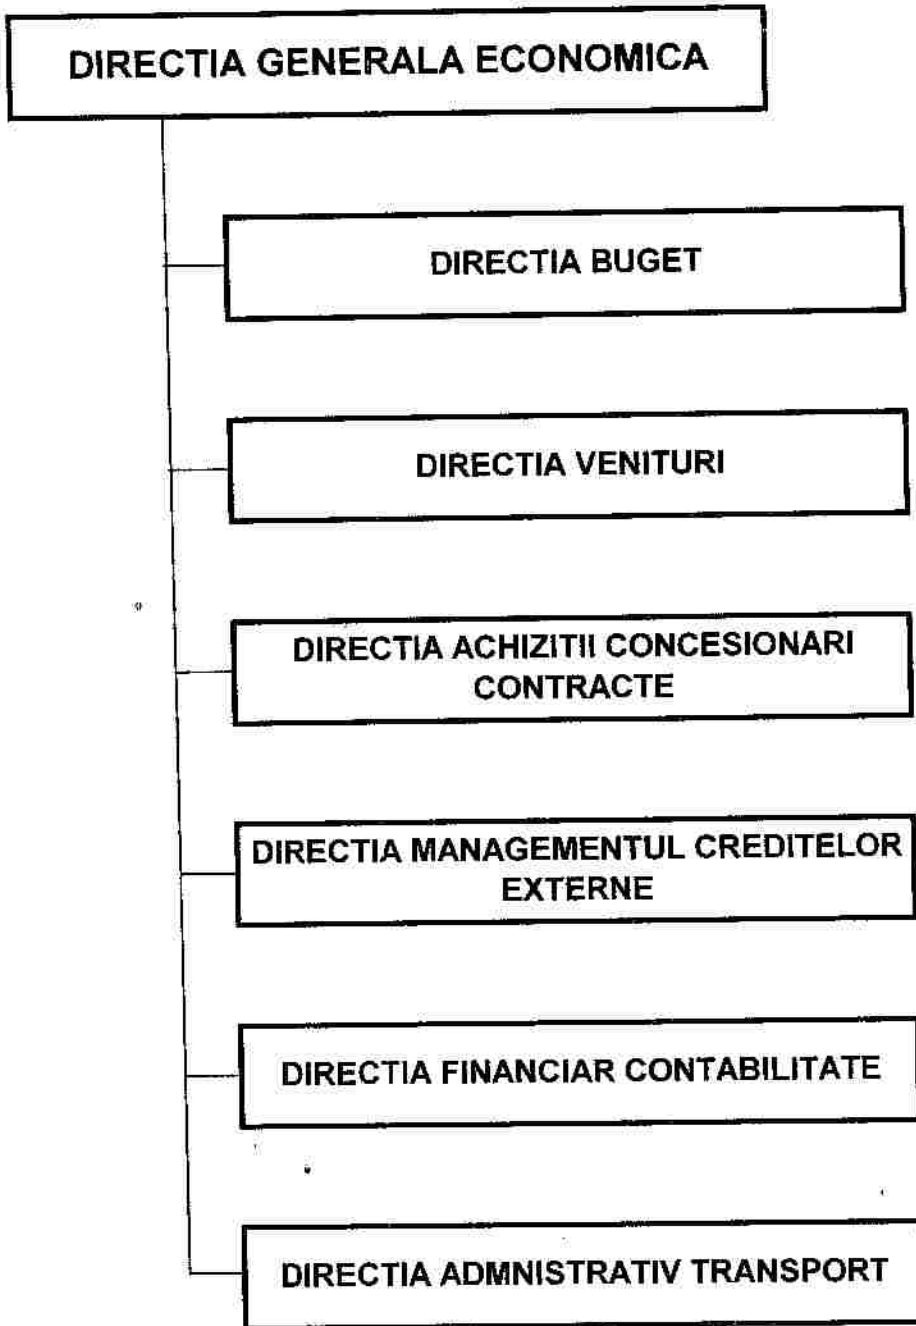 DIRECTIA GENERALA ECONOMICA
DIRECTIA BUGET
DIRECTIA VENITURI
DIRECTIA ACHIZITII CONCESIONARI
CONTRACTE
DIRECTIA MANAGEMENTUL CREDITELOR
EXTERNE
DIRECTIA FINANCIAR CONTABILITATE
DIRECTIA ADMNISTRATIV TRANSPORT